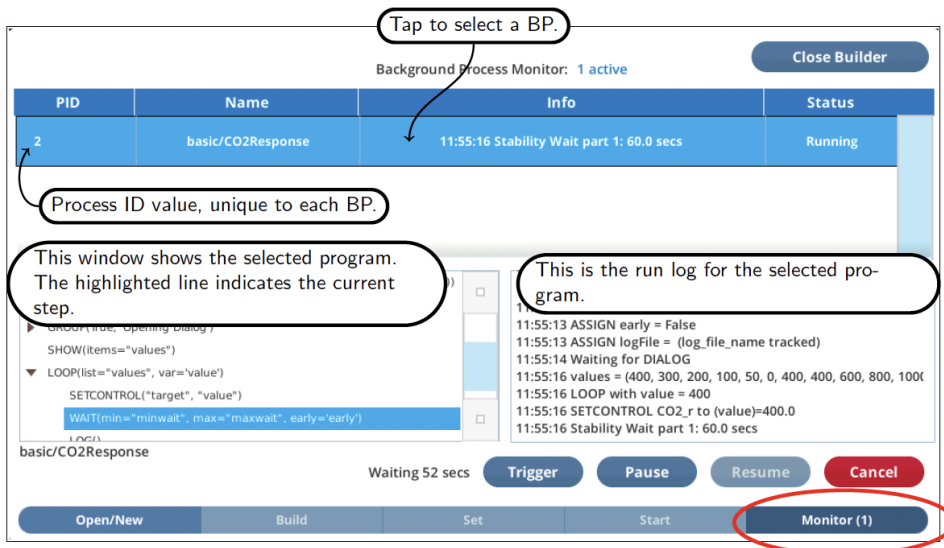 Tap to select a BP.
Close Builder
Background Process Monitor: 1 active
PID Name Info Status
2 basic/CO2Response 11:55:16 Stability Wait part 1: 60.0 secs Running
Process ID value, unique to each BP.
This window shows the selected program.
The highlighted line indicates the current
step.
This is the run log for the selected pro-
gram.
GROUP(True, "Opening Dialog")
SHOW(items="values")
LOOP(list="values", var='value')
SETCONTROL("target", "value")
WAIT(min="minwait", max="maxwait", early='early')
LOG()
basic/CO2Response
11:55:13 ASSIGN early = False
11:55:13 ASSIGN logFile = (log_file_name tracked)
11:55:14 Waiting for DIALOG
11:55:16 values = (400, 300, 200, 100, 50, 0, 400, 400, 600, 800, 1000
11:55:16 LOOP with value = 400
11:55:16 SETCONTROL CO2_r to (value)=400.0
11:55:16 Stability Wait part 1: 60.0 secs
Waiting 52 secs Trigger Pause Resume Cancel
Open/New Build Set Start Monitor (1)